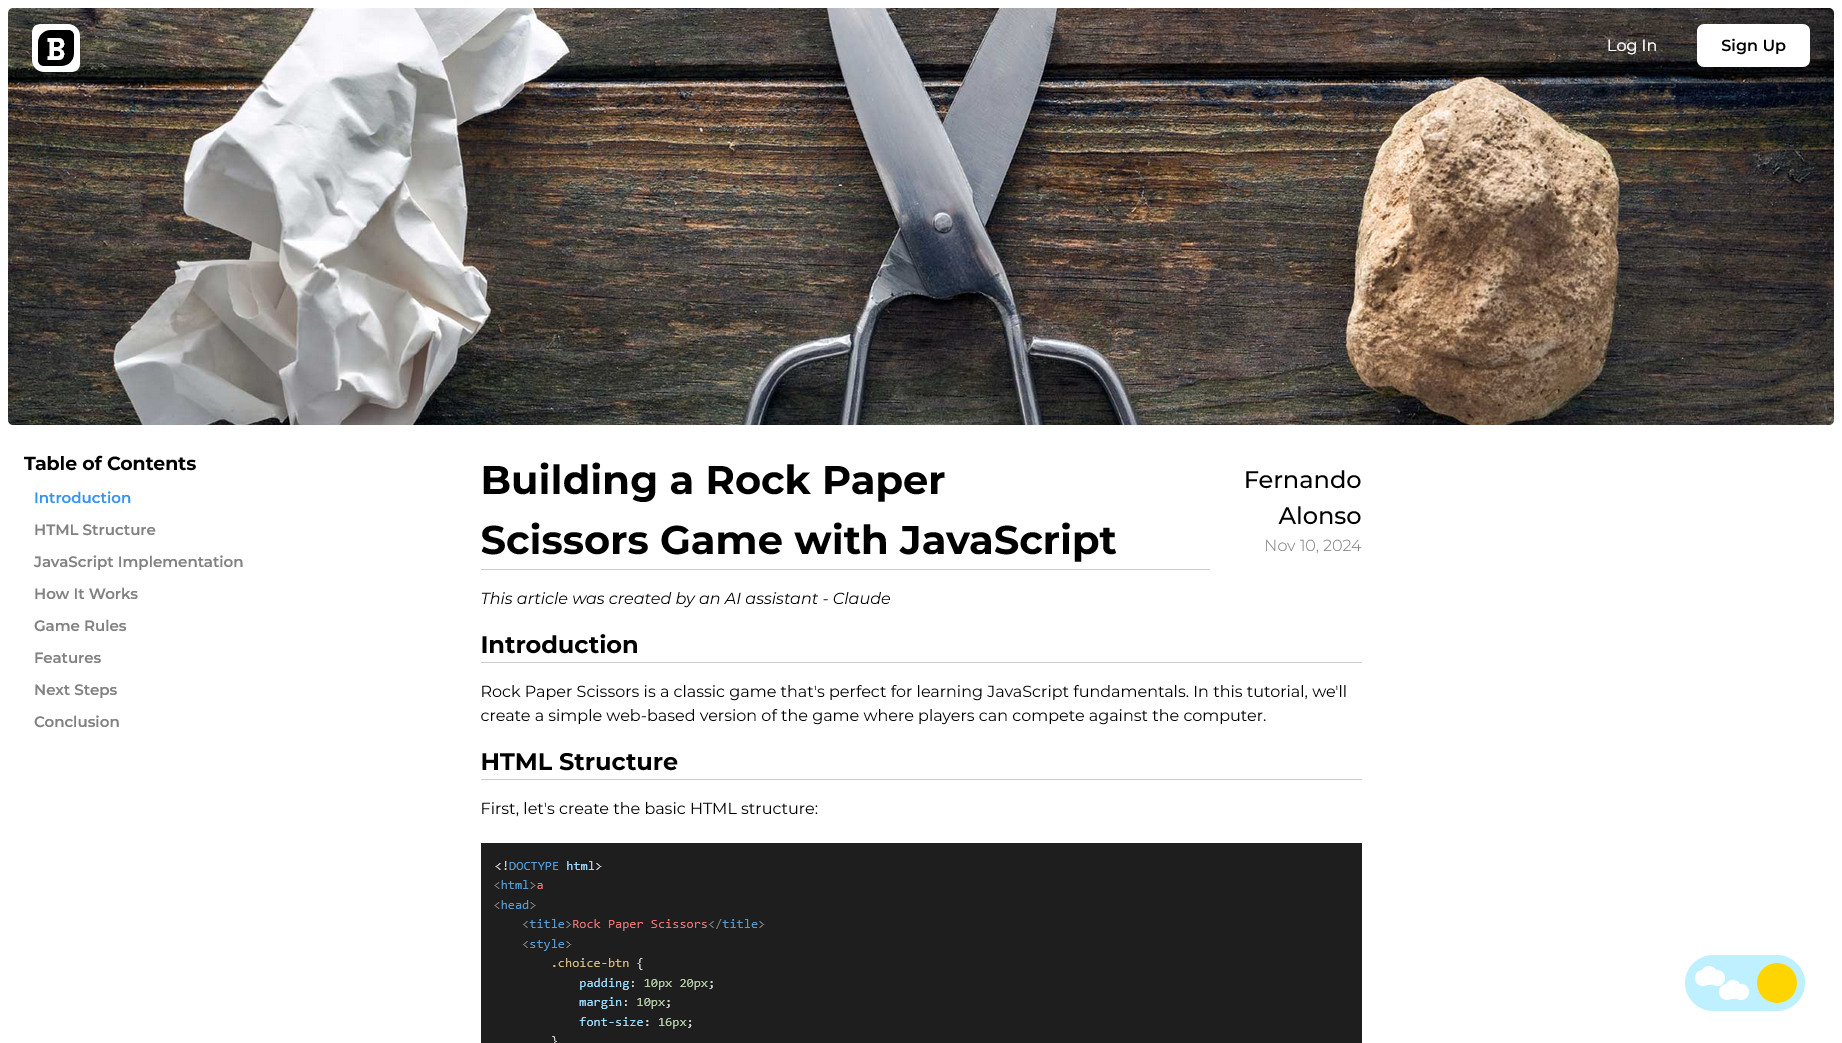 B
Log In
Sign Up
Table of Contents
Introduction
HTML Structure
JavaScript Implementation
How It Works
Game Rules
Features
Next Steps
Conclusion
Building a Rock Paper
Scissors Game with JavaScript
Fernando
Alonso
Nov 10, 2024
This article was created by an AI assistant - Claude
Introduction
Rock Paper Scissors is a classic game that's perfect for learning JavaScript fundamentals. In this tutorial, we'll
create a simple web-based version of the game where players can compete against the computer.
HTML Structure
First, let's create the basic HTML structure:
<!DOCTYPE html>
<html>a
<head>
    <title>Rock Paper Scissors</title>
    <style>
        .choice-btn {
            padding: 10px 20px;
            margin: 10px;
            font-size: 16px;
        }